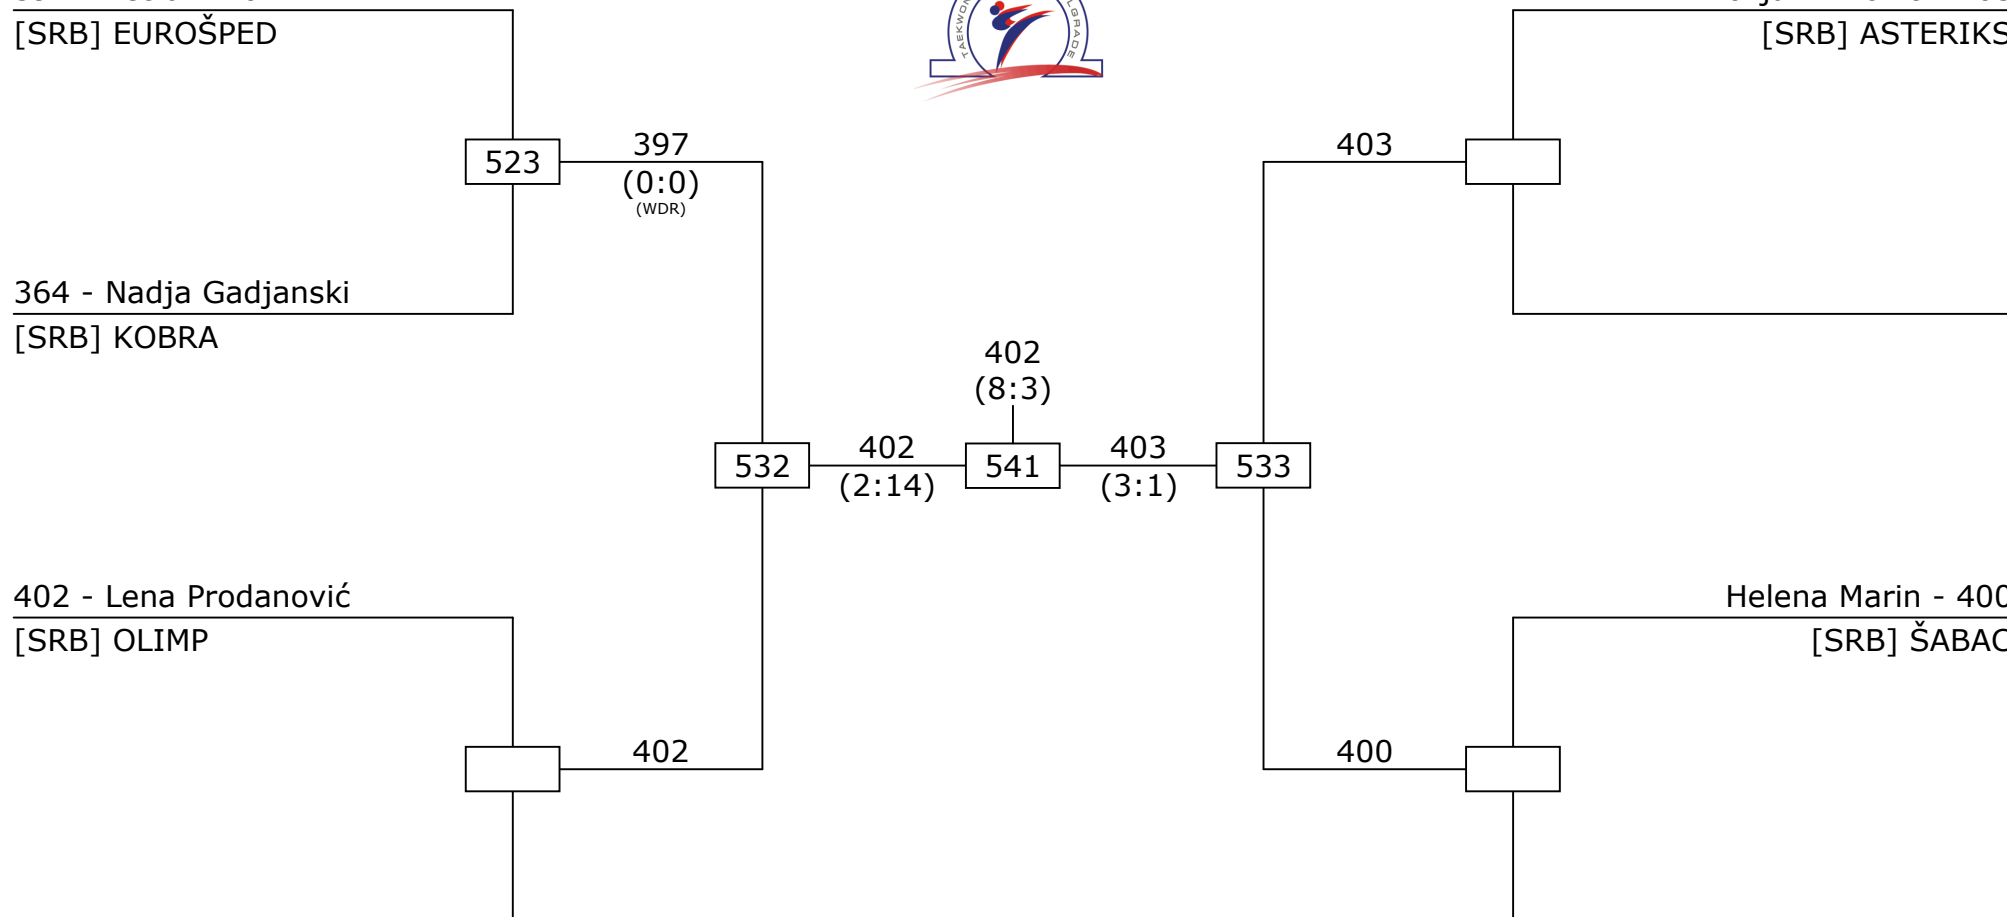 [SRB] EUROŠPED
[SRB] ASTERIKS
523
397
(0:0)
(WDR)
403
364 - Nadja Gadjanski
[SRB] KOBRA
402
(8:3)
532
402
(2:14)
541
403
(3:1)
533
402 - Lena Prodanović
[SRB] OLIMP
Helena Marin - 400
[SRB] ŠABAC
402
400